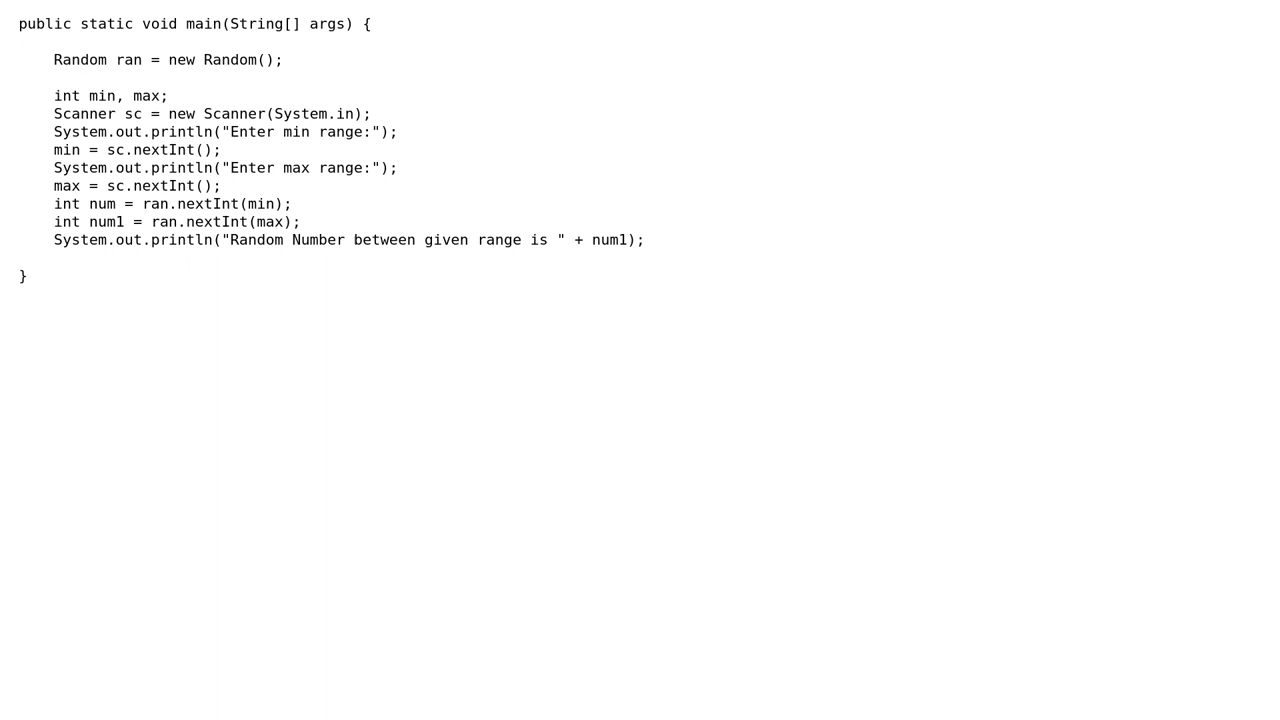 public static void main(String[] args) {
Random ran = new Random();
int min, max;
Scanner sc = new Scanner(System.in);
System.out.println("Enter min range:");
min = sc.nextInt();
System.out.println("Enter max range:");
max = sc.nextInt();
int num = ran.nextInt(min);
int num1 = ran.nextInt(max);
System.out.println("Random Number between given range is " + num1);
}